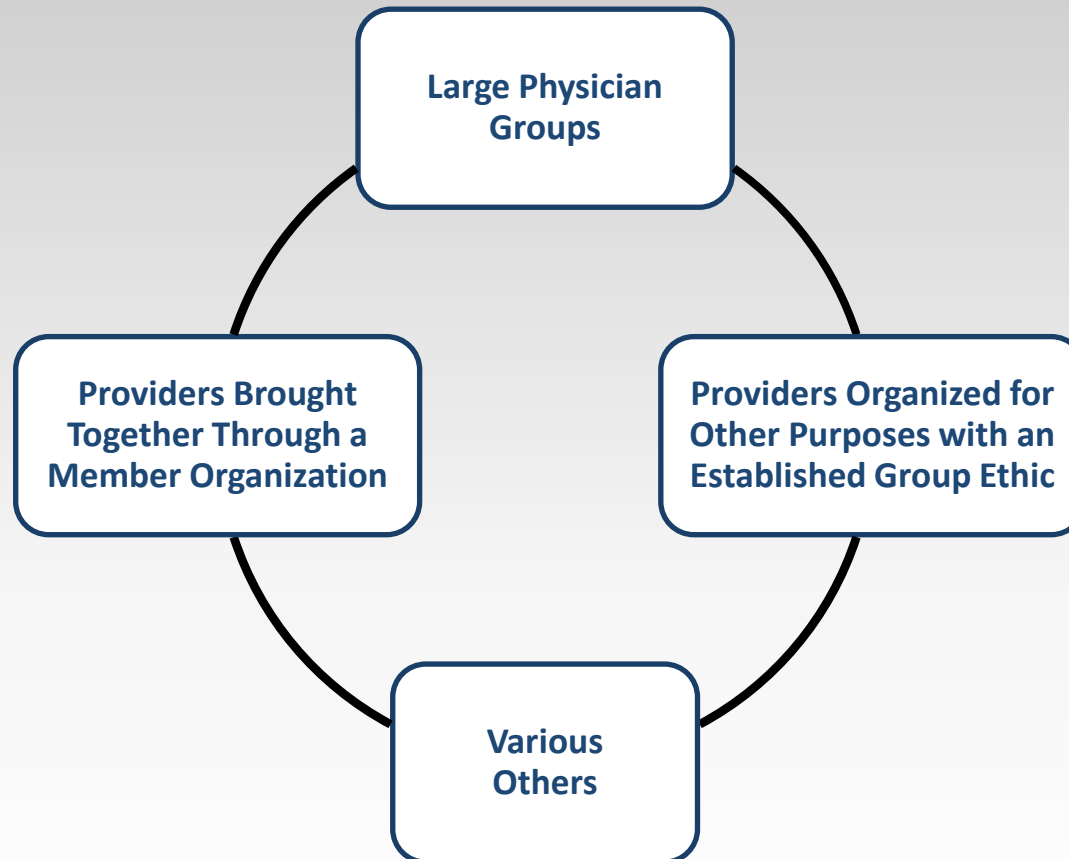 Large Physician
Groups
Providers Brought
Together Through a
Member Organization
Providers Organized for
Other Purposes with an
Established Group Ethic
Various
Others